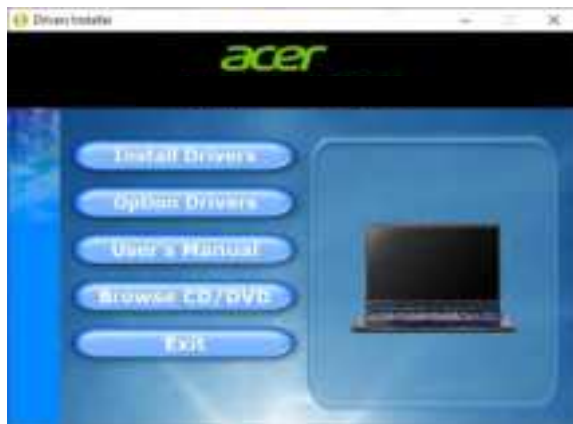 Drivers Installer
acer
Install Drivers
Option Drivers
User's Manual
Browse CD/DVD
Exit